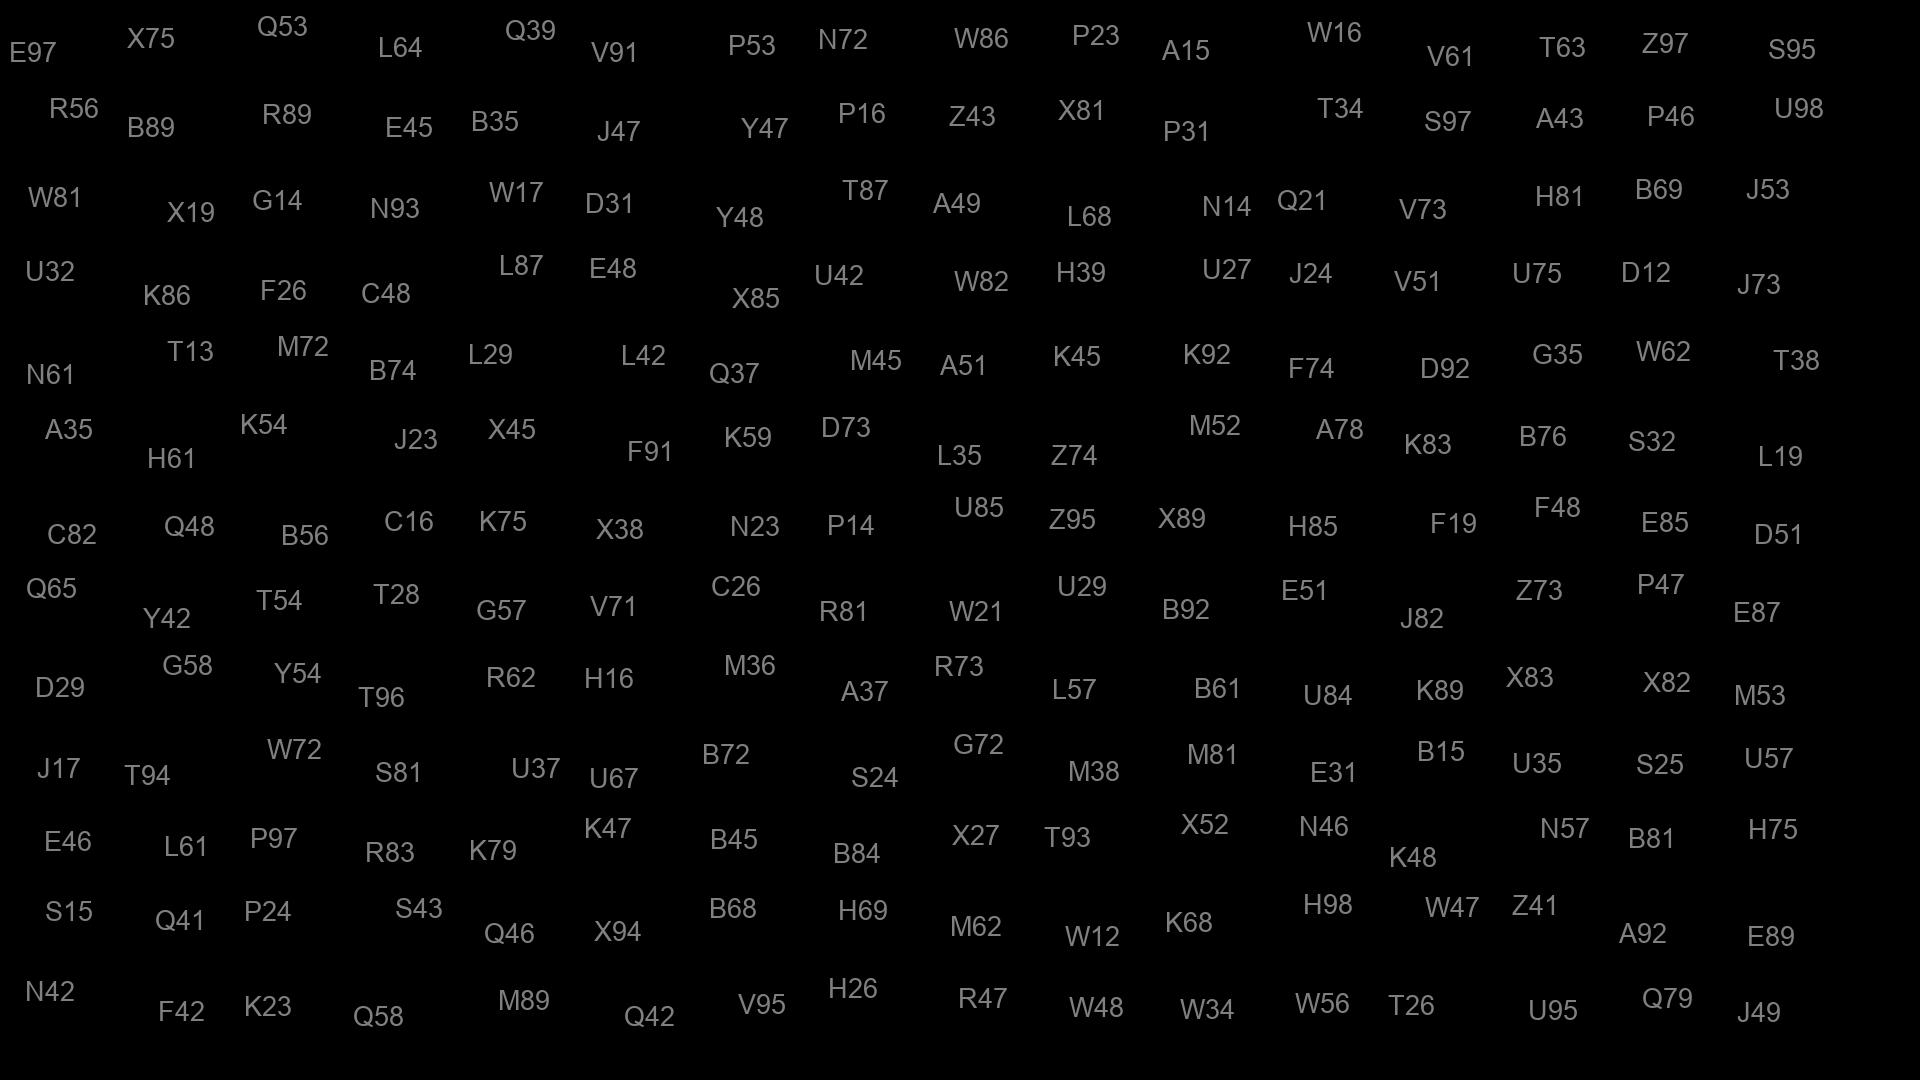 E97 X75 Q53 L64 Q39 V91 P53 N72 W86 P23 A15 W16 V61 T63 Z97 S95
R56 B89 R89 E45 B35 J47 Y47 P16 Z43 X81 P31 T34 S97 A43 P46 U98
W81 X19 G14 N93 W17 D31 Y48 T87 A49 L68 N14 Q21 V73 H81 B69 J53
U32 K86 F26 C48 L87 E48 X85 U42 W82 H39 U27 J24 V51 U75 D12 J73
N61 T13 M72 B74 L29 L42 Q37 M45 A51 K45 K92 F74 D92 G35 W62 T38
A35 H61 K54 J23 X45 F91 K59 D73 L35 Z74 M52 A78 K83 B76 S32 L19
C82 Q48 B56 C16 K75 X38 N23 P14 U85 Z95 X89 H85 F19 F48 E85 D51
Q65 Y42 T54 T28 G57 V71 C26 R81 W21 U29 B92 E51 J82 Z73 P47 E87
D29 G58 Y54 T96 R62 H16 M36 A37 R73 L57 B61 U84 K89 X83 X82 M53
J17 T94 W72 S81 U37 U67 B72 S24 G72 M38 M81 E31 B15 U35 S25 U57
E46 L61 P97 R83 K79 K47 B45 B84 X27 T93 X52 N46 K48 N57 B81 H75
S15 Q41 P24 S43 Q46 X94 B68 H69 M62 W12 K68 H98 W47 Z41 A92 E89
N42 F42 K23 Q58 M89 Q42 V95 H26 R47 W48 W34 W56 T26 U95 Q79 J49